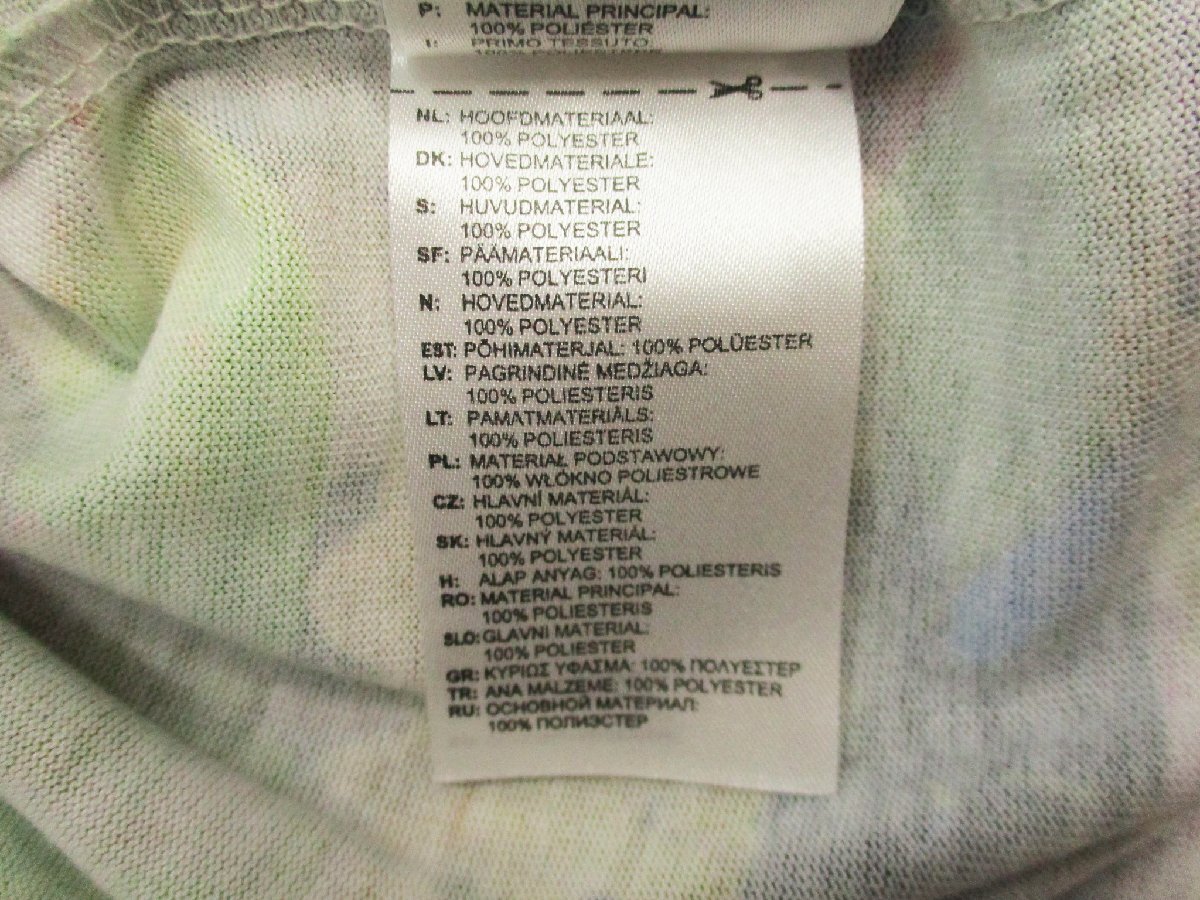 P: MATERIAL PRINCIPAL:
100% POLIÉSTER
I: PRIMO TESSUTO:
NL: HOOFDMATERIAAL:
100% POLYESTER
DK: HOVEDMATERIALE:
100% POLYESTER
S: HUVUDMATERIAL:
100% POLYESTER
SF: PÄÄMATERIAALI:
100% POLYESTERI
N: HOVEDMATERIAL:
100% POLYESTER
EST: PÕHIMATERJAL: 100% POLÜESTER
LV: PAGRINDINĖ MEDŽIAGA:
100% POLIESTERIS
LT: PAMATMATERIĀLS:
100% POLIESTERIS
PL: MATERIAŁ PODSTAWOWY:
100% WŁÓKNO POLIESTROWE
CZ: HLAVNÍ MATERIÁL:
100% POLYESTER
SK: HLAVNÝ MATERIÁL:
100% POLYESTER
H: ALAP ANYAG: 100% POLIESTERIS
RO: MATERIAL PRINCIPAL:
100% POLIESTERIS
SLO: GLAVNI MATERIAL:
100% POLIESTER
GR: ΚΥΡΙΩΣ ΥΦΑΣΜΑ: 100% ΠΟΛΥΕΣΤΕΡ
TR: ANA MALZEME: 100% POLYESTER
RU: ОСНОВНОЙ МАТЕРИАЛ:
100% ПОЛИЭСТЕР